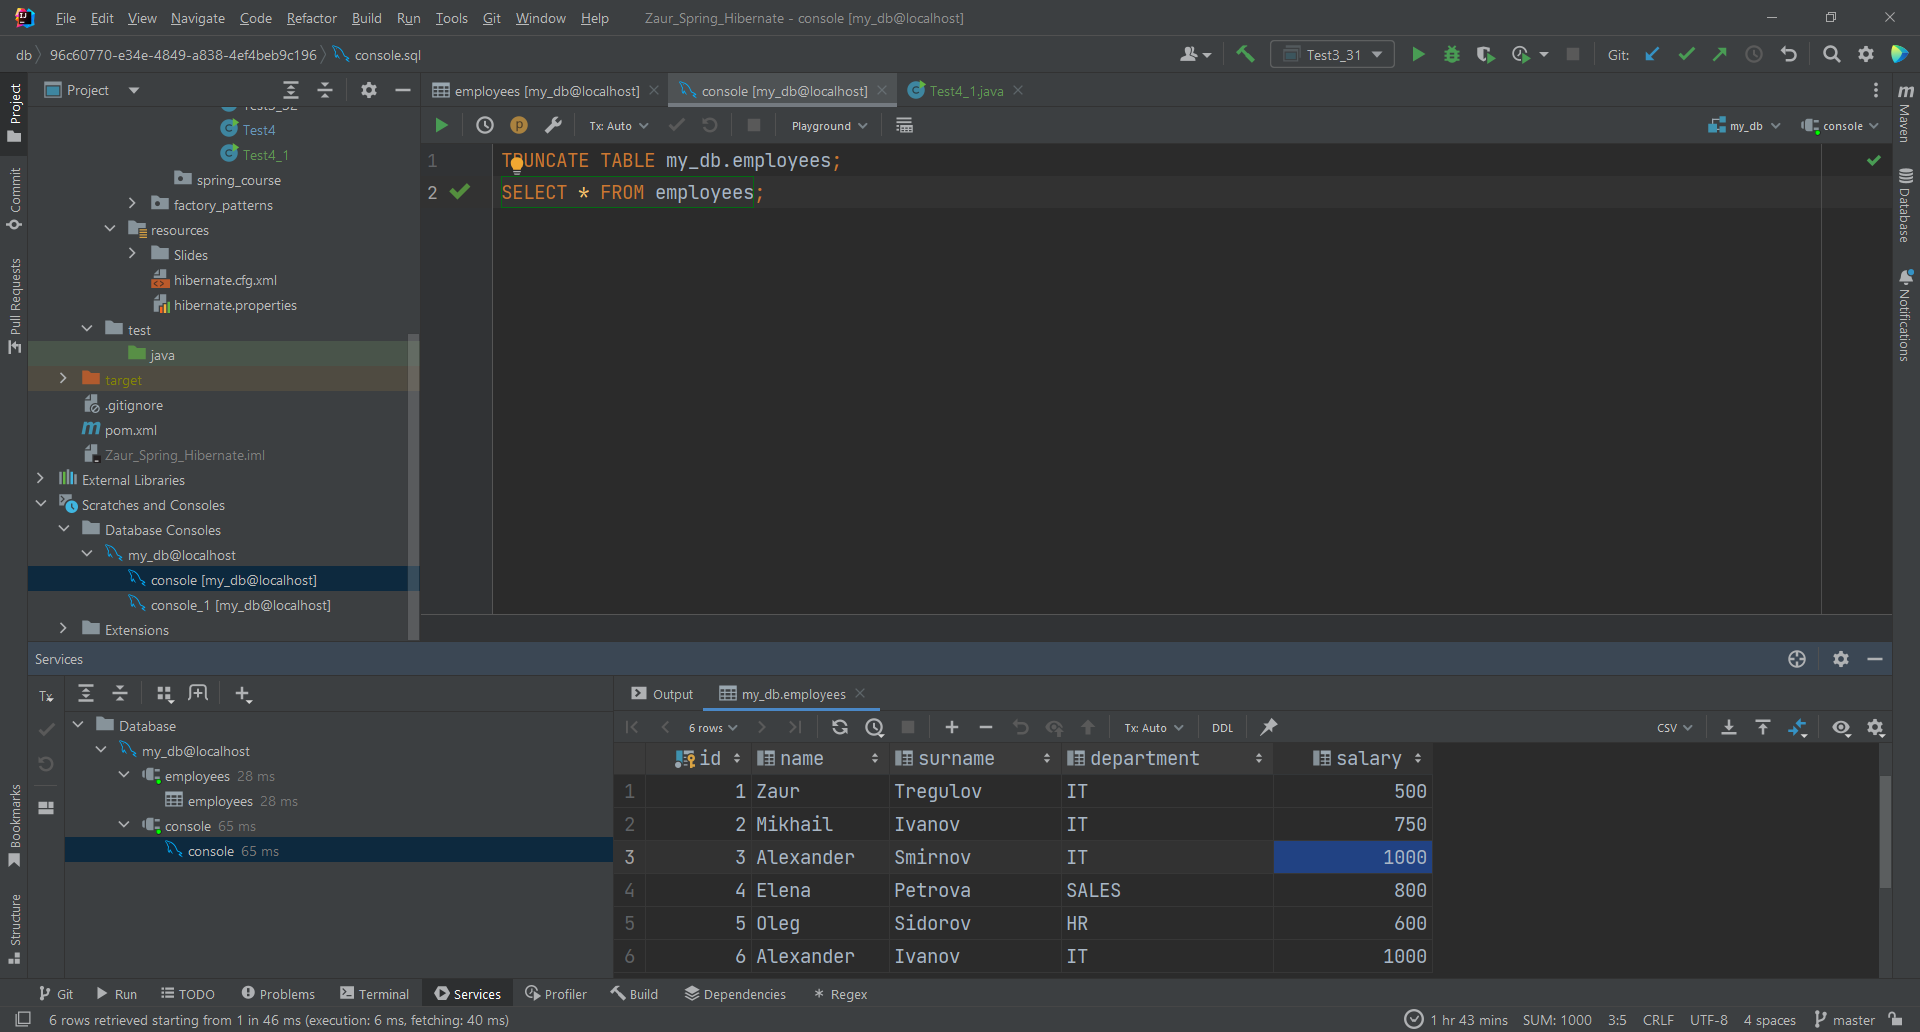 File Edit View Navigate Code Refactor Build Run Tools Git Window Help Zaur_Spring_Hibernate - console [my_db@localhost]
db 96c60770-e34e-4849-a838-4ef4beb9c196 console.sql Test3_31 Git:
Project employees [my_db@localhost] console [my_db@localhost] Test4_1.java
Tx: Auto Playground my_db console
Project
Commit
Pull Requests
Bookmarks
Structure
Test3_32
Test4
Test4_1
spring_course
factory_patterns
resources
Slides
hibernate.cfg.xml
hibernate.properties
test
java
target
.gitignore
pom.xml
Zaur_Spring_Hibernate.iml
External Libraries
Scratches and Consoles
Database Consoles
my_db@localhost
console [my_db@localhost]
console_1 [my_db@localhost]
Extensions
1 TRUNCATE TABLE my_db.employees;
2 SELECT * FROM employees;
Maven
Database
Notifications
Services
Tx
Database
my_db@localhost
employees 28 ms
employees 28 ms
console 65 ms
console 65 ms
Output my_db.employees
6 rows Tx: Auto DDL CSV
id name surname department salary
1 1 Zaur Tregulov IT 500
2 2 Mikhail Ivanov IT 750
3 3 Alexander Smirnov IT 1000
4 4 Elena Petrova SALES 800
5 5 Oleg Sidorov HR 600
6 6 Alexander Ivanov IT 1000
Git Run TODO Problems Terminal Services Profiler Build Dependencies Regex
6 rows retrieved starting from 1 in 46 ms (execution: 6 ms, fetching: 40 ms) 1 hr 43 mins SUM: 1000 3:5 CRLF UTF-8 4 spaces master